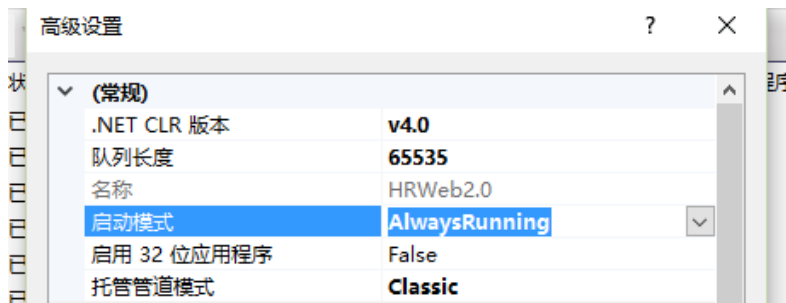 高级设置 ?
状
(常规)
.NET CLR 版本 v4.0
队列长度 65535
名称 HRWeb2.0
启动模式 AlwaysRunning
启用 32 位应用程序 False
托管管道模式 Classic